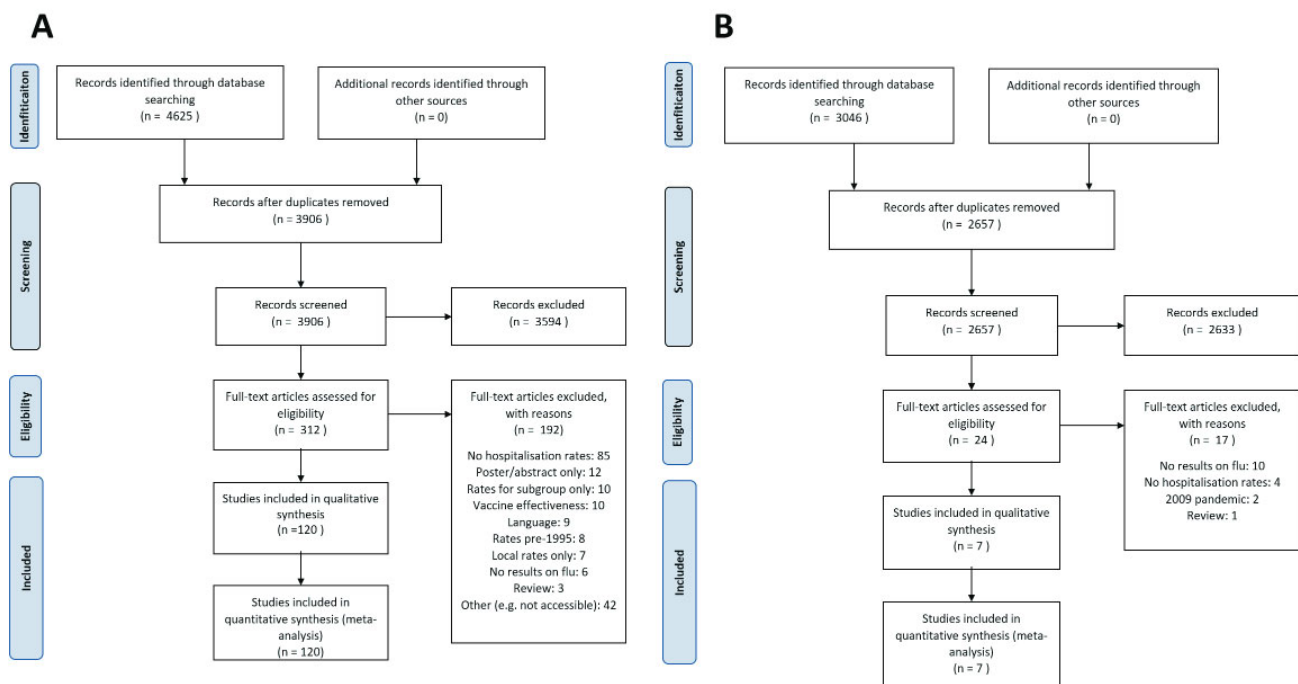 A
Idenfiticaiton
Records identified through database
searching
(n = 4625 )
Additional records identified through
other sources
(n = 0)
Screening
Records after duplicates removed
(n = 3906 )
Records screened
(n = 3906 )
Records excluded
(n = 3594 )
Eligibility
Full-text articles assessed for
eligibility
(n = 312 )
Full-text articles excluded,
with reasons
(n = 192)
No hospitalisation rates: 85
Poster/abstract only: 12
Rates for subgroup only: 10
Vaccine effectiveness: 10
Language: 9
Rates pre-1995: 8
Local rates only: 7
No results on flu: 6
Review: 3
Other (e.g. not accessible): 42
Included
Studies included in qualitative
synthesis
(n =120 )
Studies included in
quantitative synthesis (meta-
analysis)
(n = 120)
B
Idenfiticaiton
Records identified through database
searching
(n = 3046 )
Additional records identified through
other sources
(n = 0)
Screening
Records after duplicates removed
(n = 2657 )
Records screened
(n = 2657 )
Records excluded
(n = 2633 )
Eligibility
Full-text articles assessed for
eligibility
(n = 24 )
Full-text articles excluded,
with reasons
(n = 17 )
No results on flu: 10
No hospitalisation rates: 4
2009 pandemic: 2
Review: 1
Included
Studies included in qualitative
synthesis
(n = 7 )
Studies included in
quantitative synthesis (meta-
analysis)
(n = 7 )